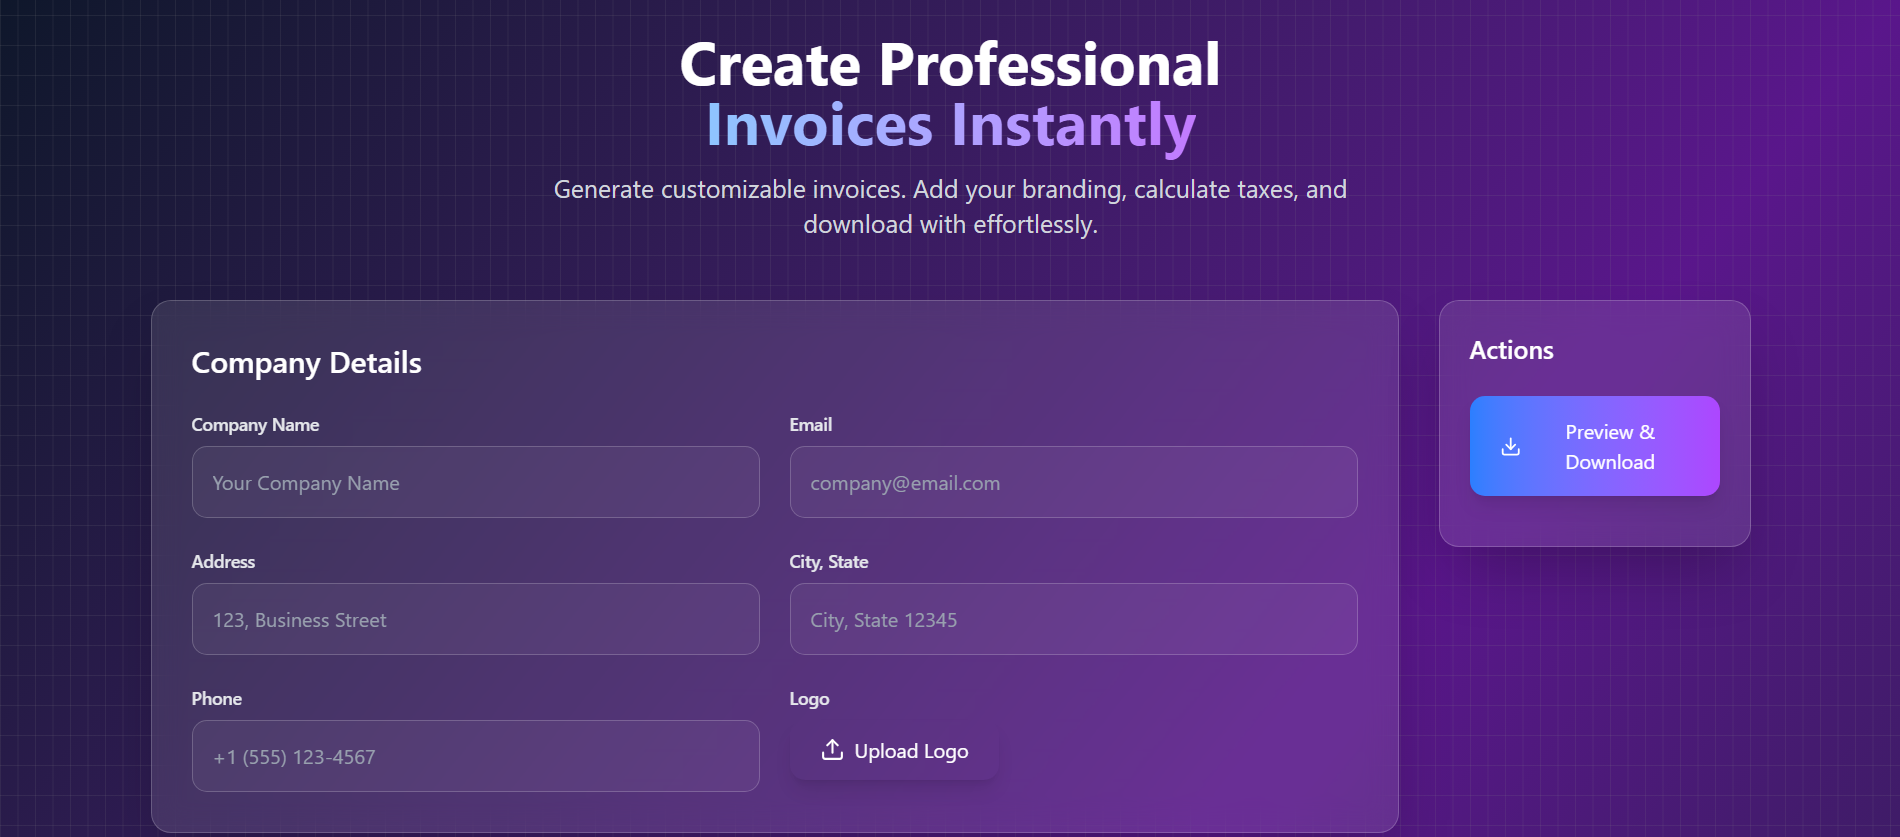 Create Professional
Invoices Instantly
Generate customizable invoices. Add your branding, calculate taxes, and
download with effortlessly.
Company Details
Company Name
Your Company Name
Email
company@email.com
Address
123, Business Street
City, State
City, State 12345
Phone
+1 (555) 123-4567
Logo
Upload Logo
Actions
Preview &
Download